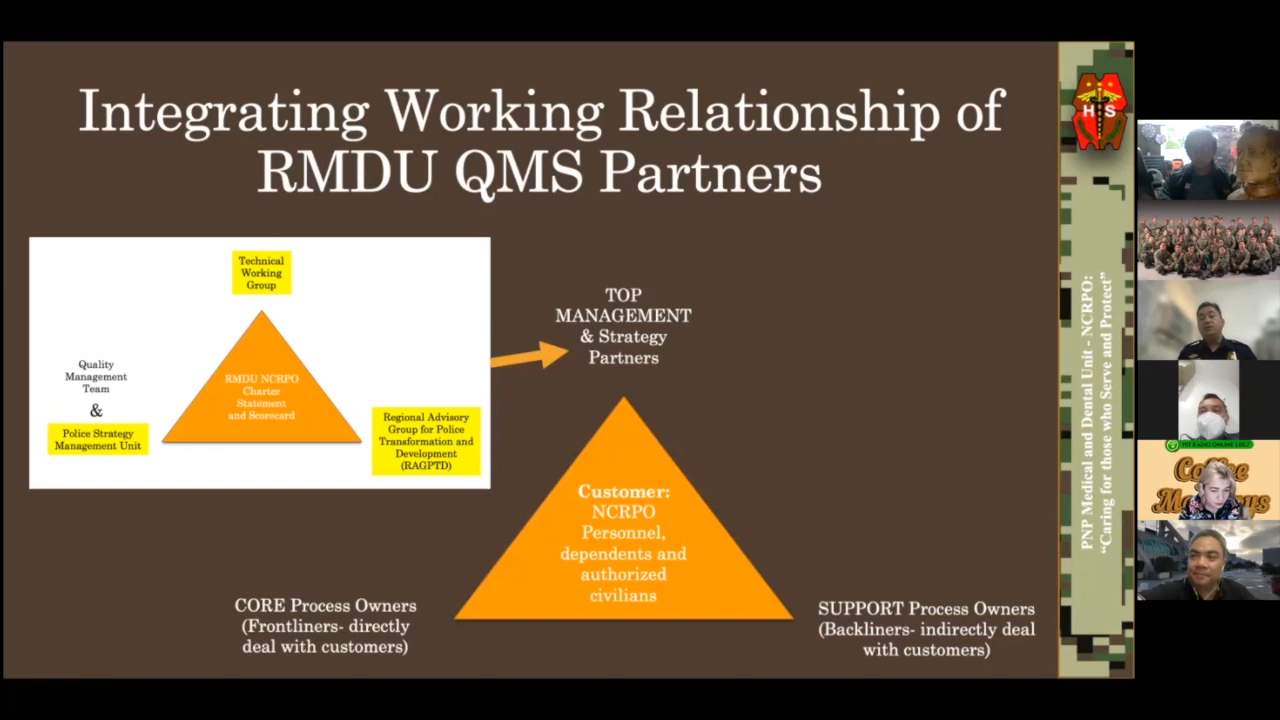 Integrating Working Relationship of
RMDU QMS Partners
Technical
Working
Group
Quality
Management
Team
&
Police Strategy
Management Unit
RMDU NCRPO
Charter
Statement
and Scorecard
Regional Advisory
Group for Police
Transformation and
Development
(RAGPTD)
TOP
MANAGEMENT
& Strategy
Partners
Customer:
NCRPO
Personnel,
dependents and
authorized
civilians
CORE Process Owners
(Frontliners- directly
deal with customers)
SUPPORT Process Owners
(Backliners- indirectly deal
with customers)
H S
PNP Medical and Dental Unit - NCRPO:
“Caring for those who Serve and Protect”